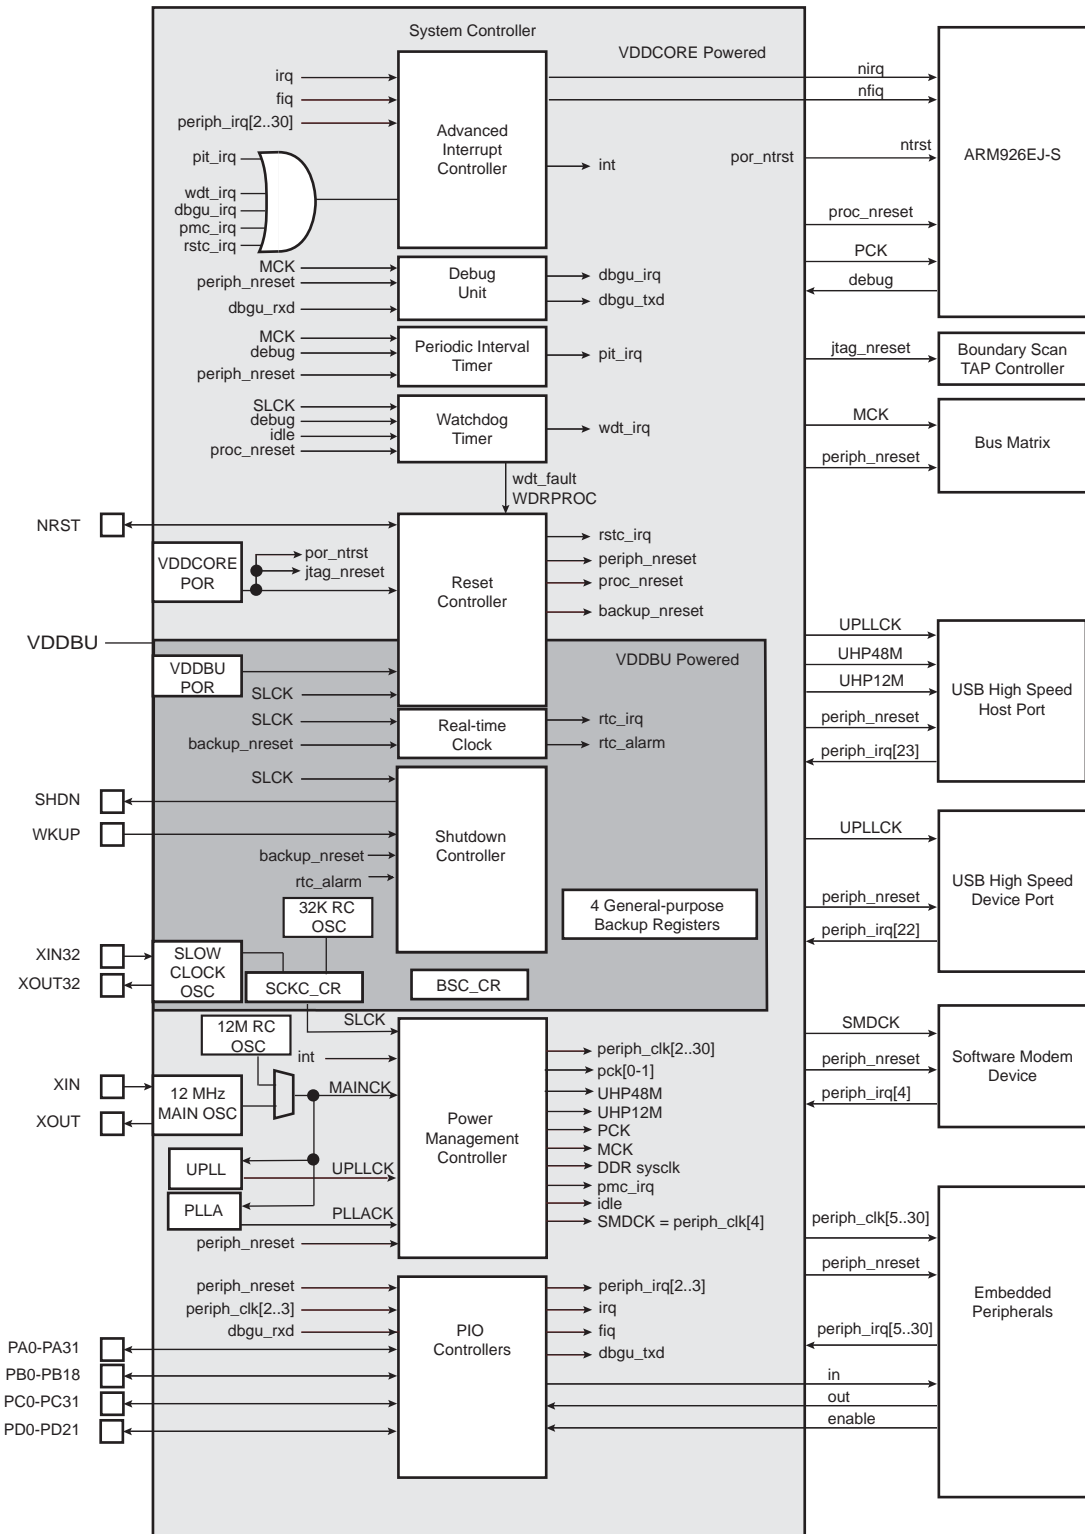 System Controller
VDDCORE Powered
irq
fiq
periph_irq[2..30]
pit_irq
wdt_irq
dbgu_irq
pmc_irq
rstc_irq
Advanced
Interrupt
Controller
int
nirq
nfiq
por_ntrst
ntrst
proc_nreset
PCK
debug
ARM926EJ-S
MCK
periph_nreset
dbgu_rxd
Debug
Unit
dbgu_irq
dbgu_txd
MCK
debug
periph_nreset
Periodic Interval
Timer
pit_irq
jtag_nreset
Boundary Scan
TAP Controller
SLCK
debug
idle
proc_nreset
Watchdog
Timer
wdt_irq
MCK
periph_nreset
Bus Matrix
wdt_fault
WDRPROC
NRST
VDDCORE
POR
por_ntrst
jtag_nreset
Reset
Controller
rstc_irq
periph_nreset
proc_nreset
backup_nreset
VDDBU
VDDBU Powered
VDDBU
POR
SLCK
UPLLCK
UHP48M
UHP12M
periph_nreset
periph_irq[23]
USB High Speed
Host Port
SLCK
backup_nreset
Real-time
Clock
rtc_irq
rtc_alarm
SLCK
SHDN
WKUP
backup_nreset
rtc_alarm
Shutdown
Controller
4 General-purpose
Backup Registers
UPLLCK
periph_nreset
periph_irq[22]
USB High Speed
Device Port
32K RC
OSC
XIN32
XOUT32
SLOW
CLOCK
OSC
SCKC_CR
BSC_CR
SLCK
12M RC
OSC
int
XIN
XOUT
12 MHz
MAIN OSC
MAINCK
UPLL
UPLLCK
PLLA
PLLACK
periph_nreset
Power
Management
Controller
periph_clk[2..30]
pck[0-1]
UHP48M
UHP12M
PCK
MCK
DDR sysclk
pmc_irq
idle
SMDCK = periph_clk[4]
SMDCK
periph_nreset
periph_irq[4]
Software Modem
Device
periph_nreset
periph_clk[2..3]
dbgu_rxd
PA0-PA31
PB0-PB18
PC0-PC31
PD0-PD21
PIO
Controllers
periph_irq[2..3]
irq
fiq
dbgu_txd
periph_clk[5..30]
periph_nreset
periph_irq[5..30]
in
out
enable
Embedded
Peripherals